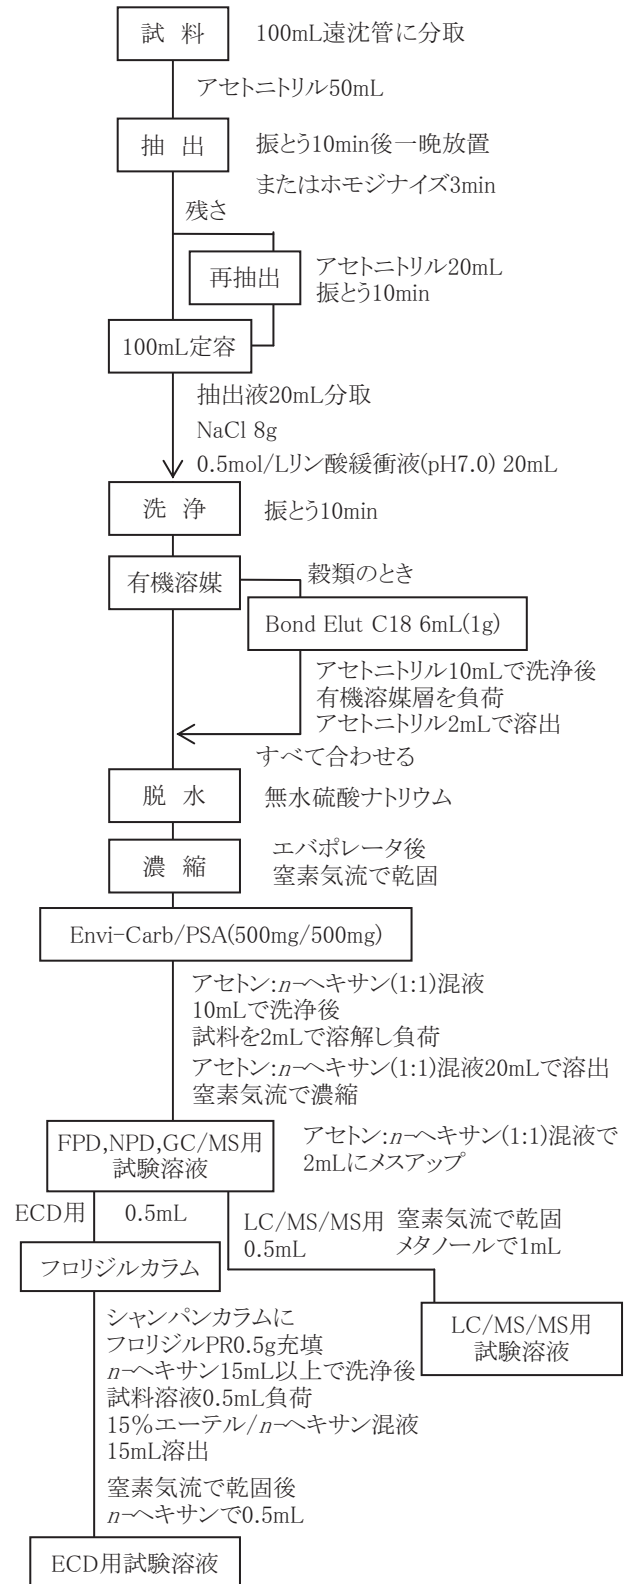 試 料
100mL遠沈管に分取
アセトニトリル50mL
抽 出
振とう10min後一晩放置
またはホモジナイズ3min
残さ
再抽出
アセトニトリル20mL
振とう10min
100mL定容
抽出液20mL分取
NaCl 8g
0.5mol/Lリン酸緩衝液(pH7.0) 20mL
洗 浄
振とう10min
有機溶媒
穀類のとき
Bond Elut C18 6mL(1g)
アセトニトリル10mLで洗浄後
有機溶媒層を負荷
アセトニトリル2mLで溶出
すべて合わせる
脱 水
無水硫酸ナトリウム
濃 縮
エバポレータ後
窒素気流で乾固
Envi-Carb/PSA(500mg/500mg)
アセトン:n-ヘキサン(1:1)混液
10mLで洗浄後
試料を2mLで溶解し負荷
アセトン:n-ヘキサン(1:1)混液20mLで溶出
窒素気流で濃縮
FPD,NPD,GC/MS用
試験溶液
アセトン:n-ヘキサン(1:1)混液で
2mLにメスアップ
ECD用
0.5mL
LC/MS/MS用
0.5mL
窒素気流で乾固
メタノールで1mL
フロリジルカラム
LC/MS/MS用
試験溶液
シャンパンカラムに
フロリジルPR0.5g充填
n-ヘキサン15mL以上で洗浄後
試料溶液0.5mL負荷
15%エーテル/n-ヘキサン混液
15mL溶出
窒素気流で乾固後
n-ヘキサンで0.5mL
ECD用試験溶液